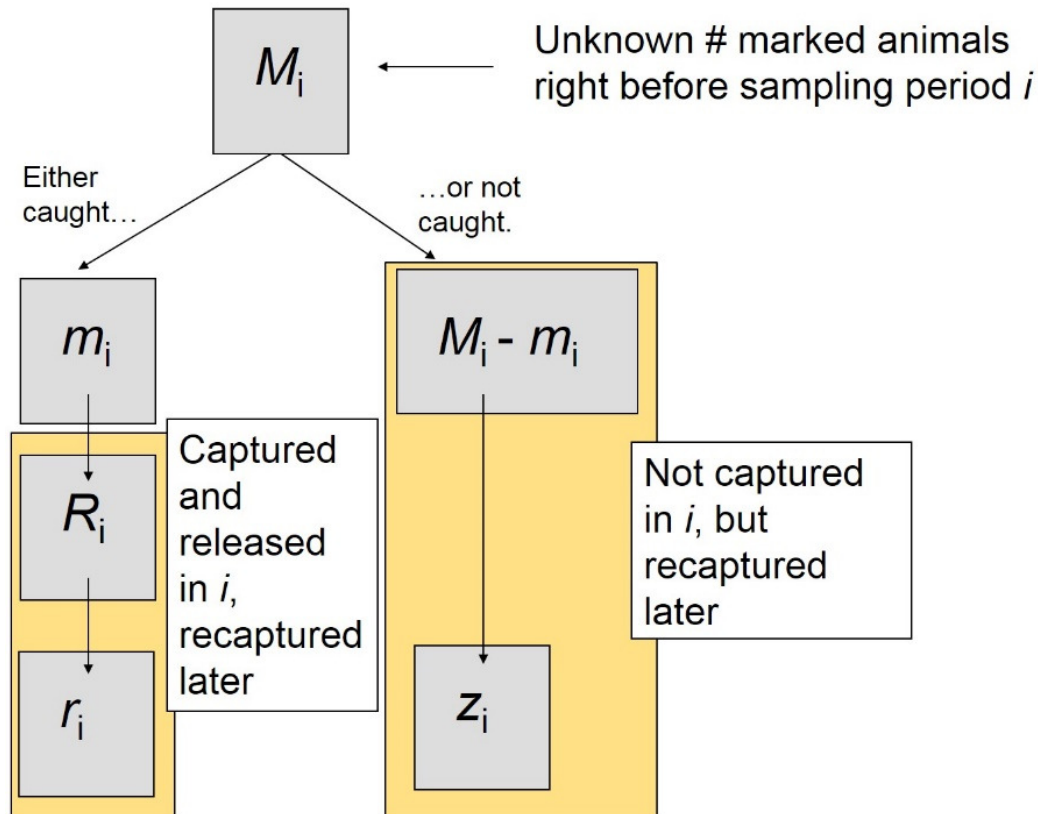 Mi
Unknown # marked animals
right before sampling period i
Either
caught…
…or not
caught.
mi
Mi - mi
Ri
Captured
and
released
in i,
recaptured
later
Not captured
in i, but
recaptured
later
ri
zi